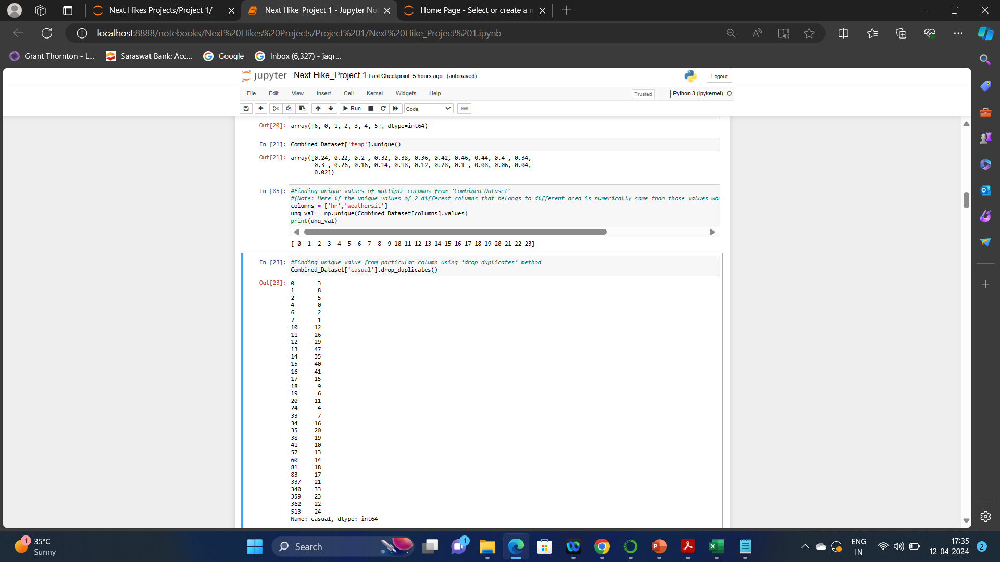 Next Hikes Projects/Project 1/
Next Hike_Project 1 - Jupyter No
Home Page - Select or create a n
localhost:8888/notebooks/Next%20Hikes%20Projects/Project%201/Next%20Hike_Project%201.ipynb
Grant Thornton - L... Saraswat Bank: Acc... Google Inbox (6,327) - jagr...
jupyter Next Hike_Project 1 Last Checkpoint: 5 hours ago (autosaved) Logout
File Edit View Insert Cell Kernel Widgets Help Trusted Python 3 (ipykernel)
Run Code
Out[20]: array([6, 0, 1, 2, 3, 4, 5], dtype=int64)
In [21]: Combined_Dataset['temp'].unique()
Out[21]: array([0.24, 0.22, 0.2 , 0.32, 0.38, 0.36, 0.42, 0.46, 0.44, 0.4 , 0.34,
0.3 , 0.26, 0.16, 0.14, 0.18, 0.12, 0.28, 0.1 , 0.08, 0.06, 0.04,
0.02])
In [85]: #Finding unique values of multiple columns from 'Combined_Dataset'
#(Note: Here if the unique values of 2 different columns that belongs to different area is numerically same than those values wou
columns = ['hr','weathersit']
unq_val = np.unique(Combined_Dataset[columns].values)
print(unq_val)
[ 0 1 2 3 4 5 6 7 8 9 10 11 12 13 14 15 16 17 18 19 20 21 22 23]
In [23]: #Finding unique_value from particular column using 'drop_duplicates' method
Combined_Dataset['casual'].drop_duplicates()
Out[23]: 0 3
1 8
2 5
4 0
6 2
7 1
10 12
11 26
12 29
13 47
14 35
15 40
16 41
17 15
18 9
19 6
20 11
24 4
33 7
34 16
35 20
38 19
41 10
57 13
60 14
81 18
83 17
337 21
340 33
359 23
362 22
513 24
Name: casual, dtype: int64
1 35°C
Sunny
Search
1
ENG
IN
17:35
12-04-2024
2